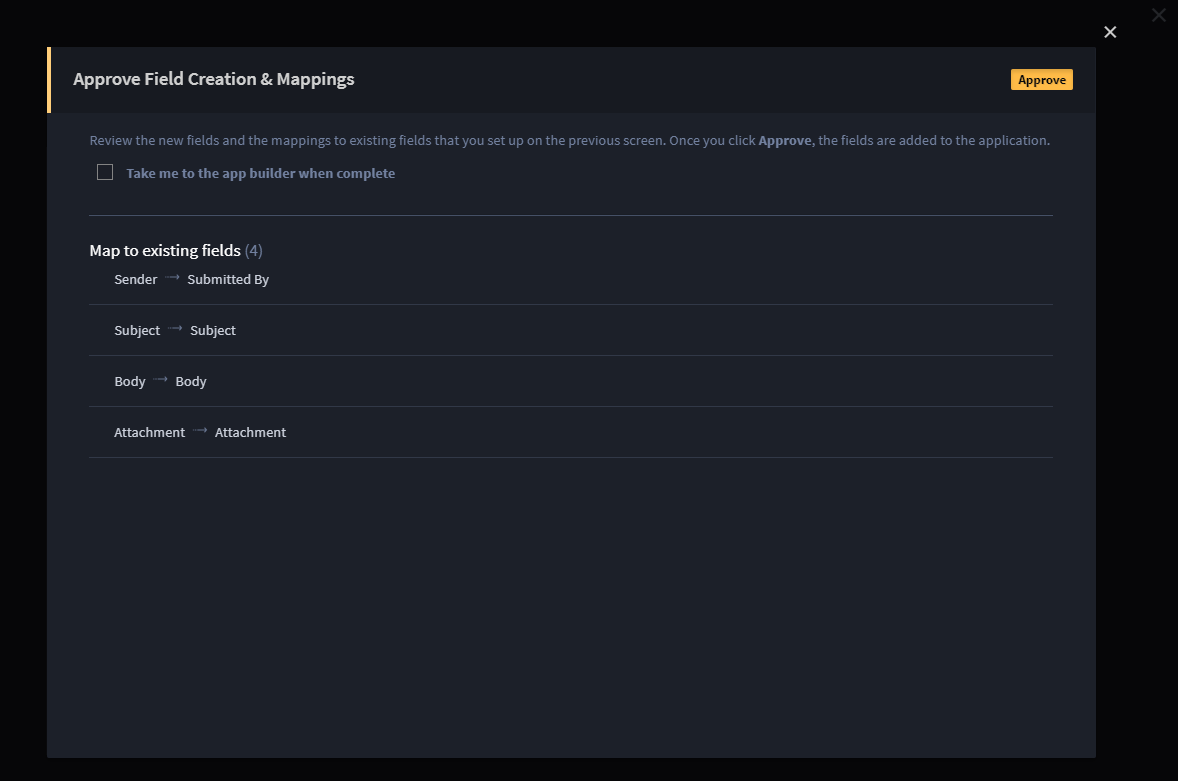 Approve Field Creation & Mappings
Approve
Review the new fields and the mappings to existing fields that you set up on the previous screen. Once you click Approve, the fields are added to the application.
Take me to the app builder when complete
Map to existing fields (4)
Sender → Submitted By
Subject → Subject
Body → Body
Attachment → Attachment